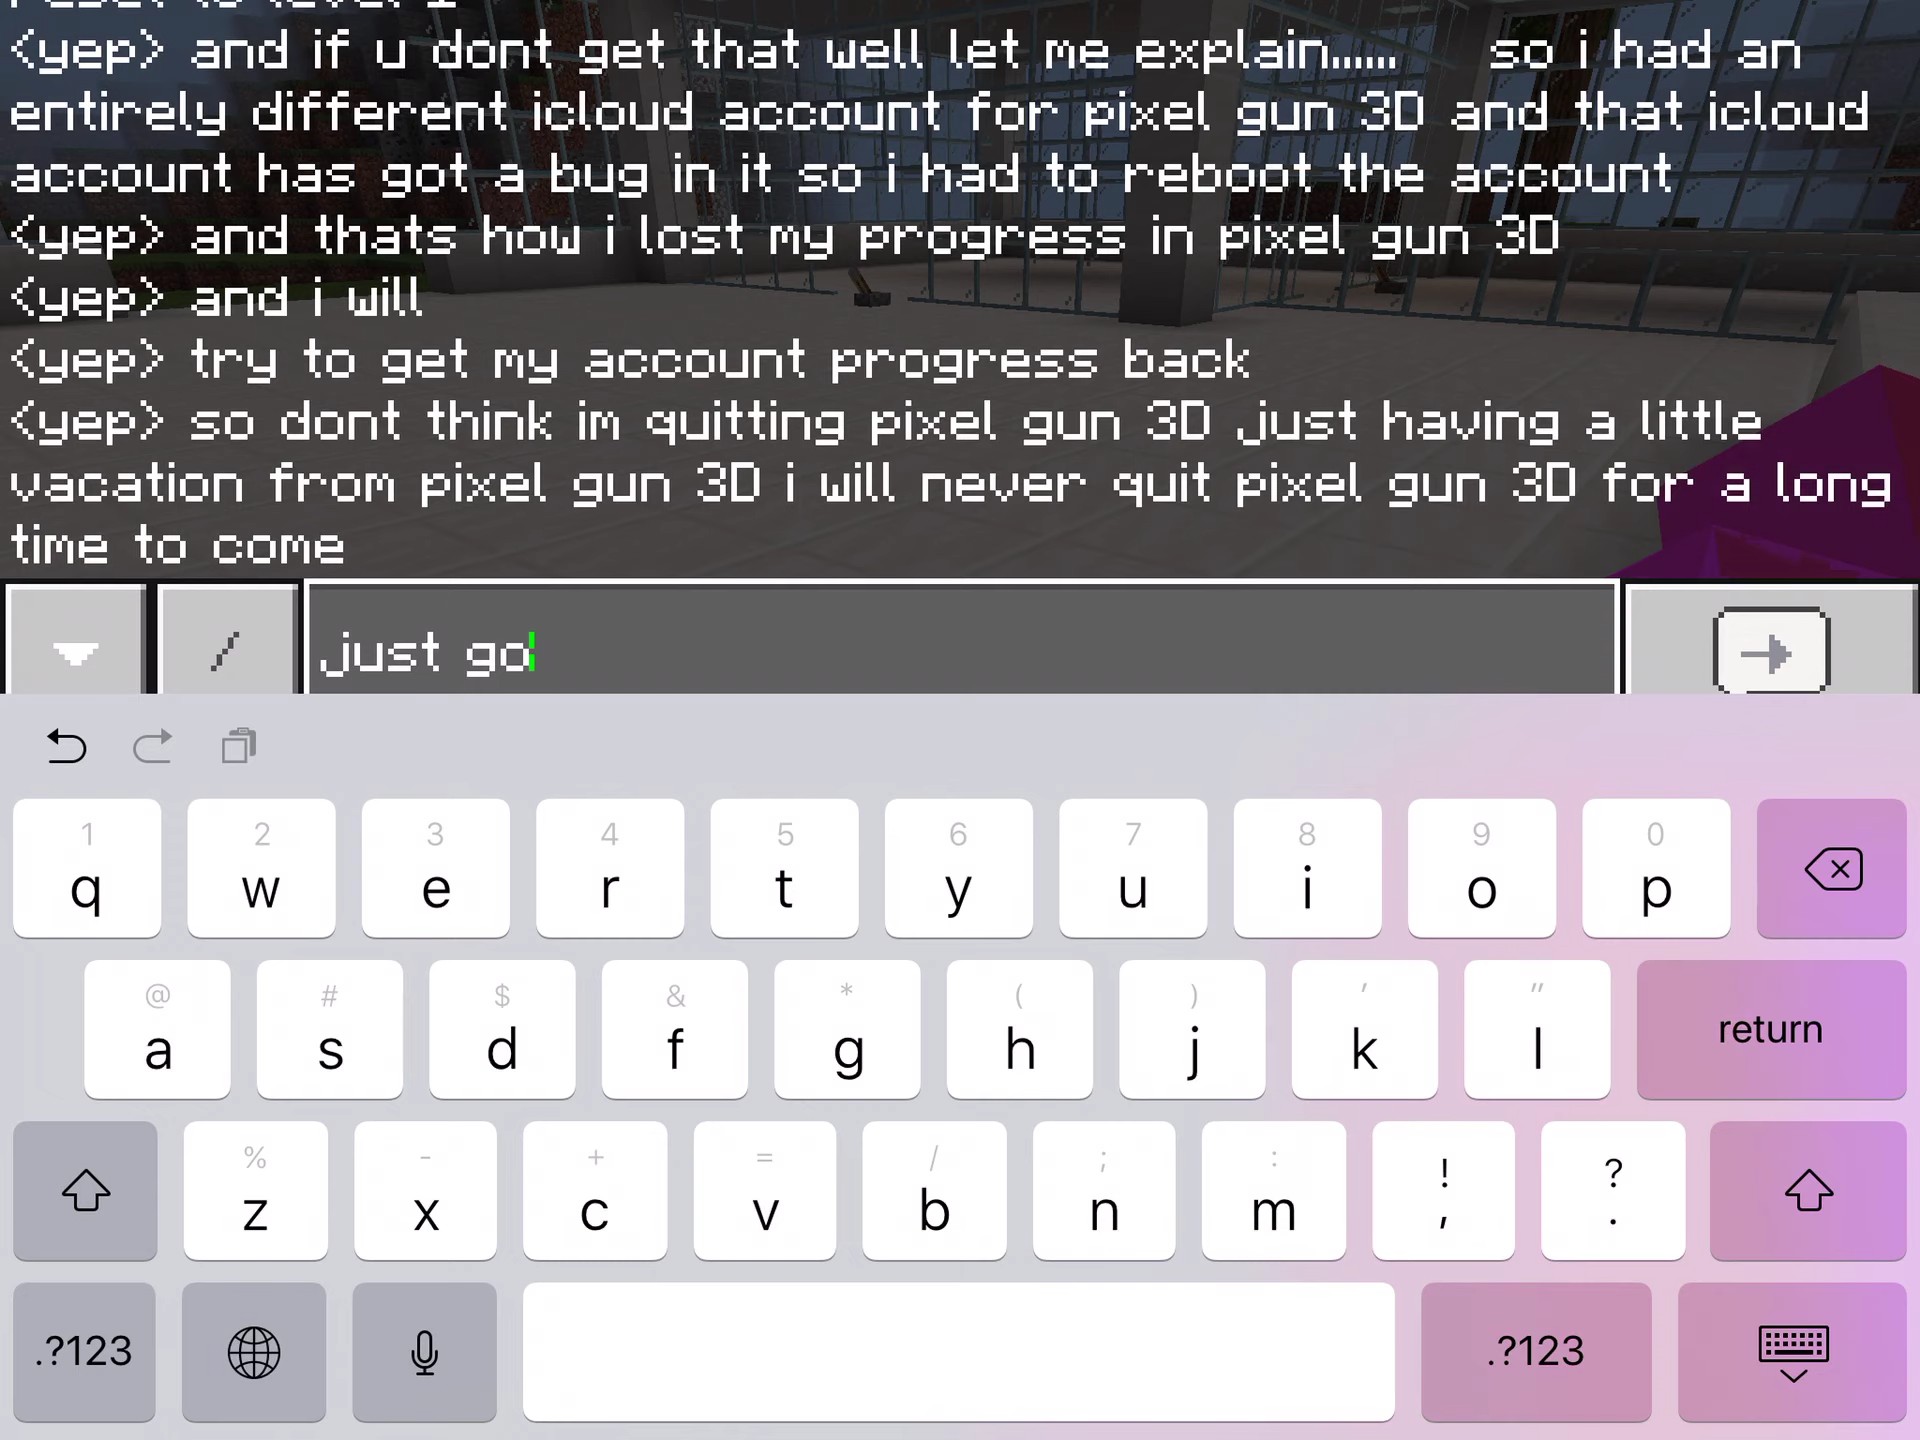 <yep> and if u dont get that well let me explain...... so i had an
entirely different icloud account for pixel gun 3D and that icloud
account has got a bug in it so i had to reboot the account
<yep> and thats how i lost my progress in pixel gun 3D
<yep> and i will
<yep> try to get my account progress back
<yep> so dont think im quitting pixel gun 3D just having a little
vacation from pixel gun 3D i will never quit pixel gun 3D for a long
time to come
/
just go
1 2 3 4 5 6 7 8 9 0
q w e r t y u i o p
@ # $ & * ( ) ' "
a s d f g h j k l return
% - + = / ; : ! ?
z x c v b n m , .
.?123 .?123